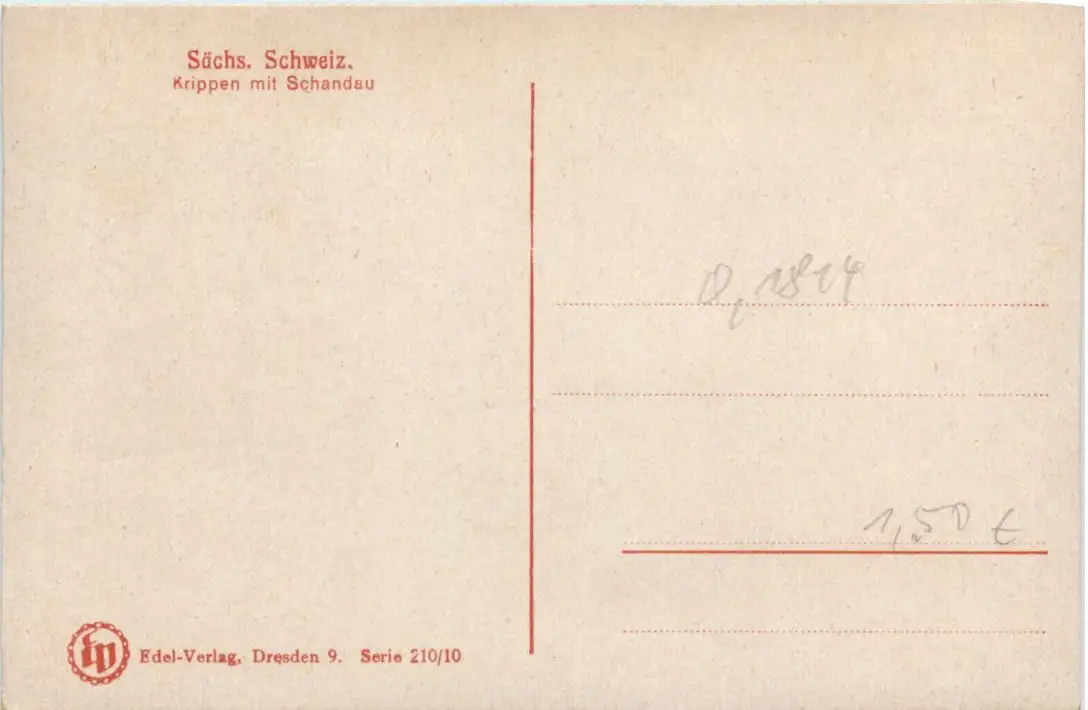 Sächs. Schweiz.
Krippen mit Schandau
1,50 €
Edel-Verlag, Dresden 9. Serie 210/10